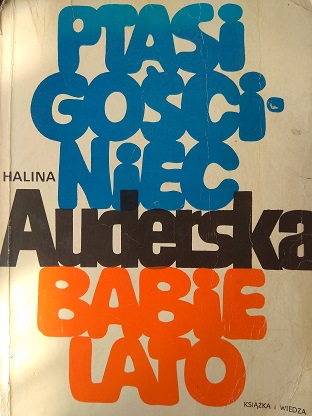 PTASI
GOŚCI-
NIEC
HALINA
Auderska
BABIE
LATO
KSIĄŻKA i WIEDZA